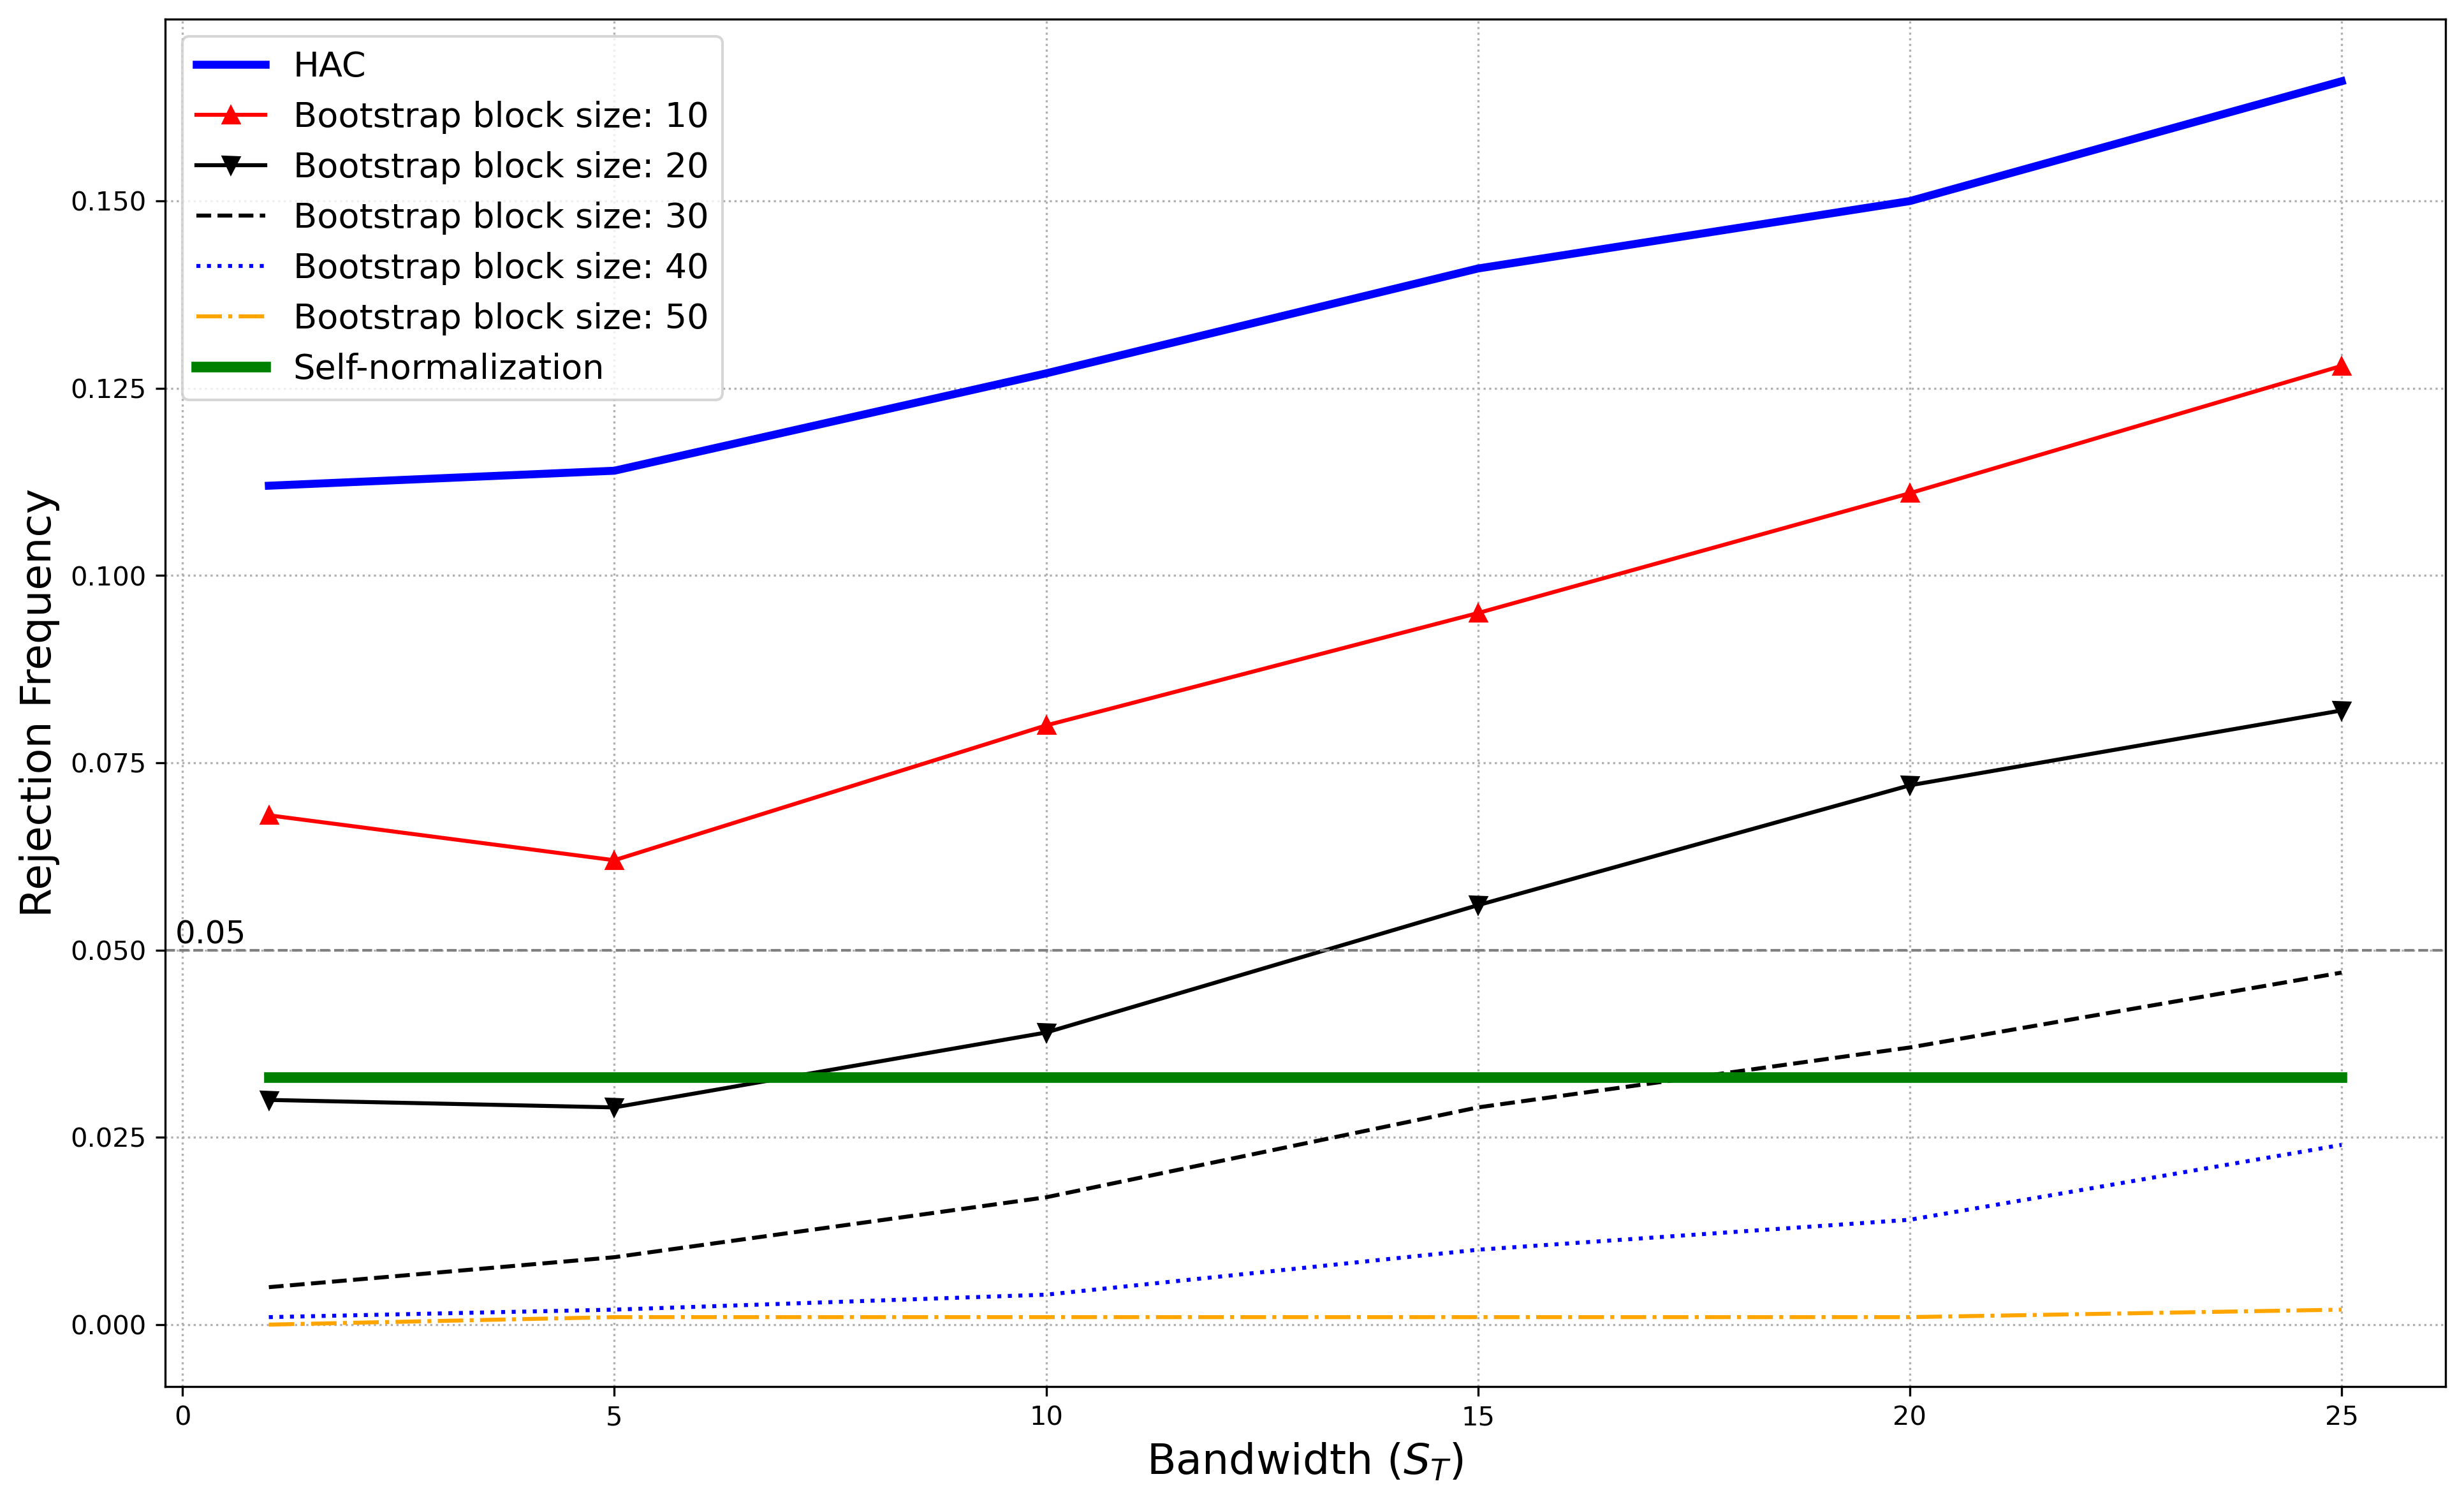 HAC
Bootstrap block size: 10
Bootstrap block size: 20
Bootstrap block size: 30
Bootstrap block size: 40
Bootstrap block size: 50
Self-normalization
Rejection Frequency
0.150
0.125
0.100
0.075
0.050
0.025
0.000
0.05
0 5 10 15 20 25
Bandwidth (S_T)